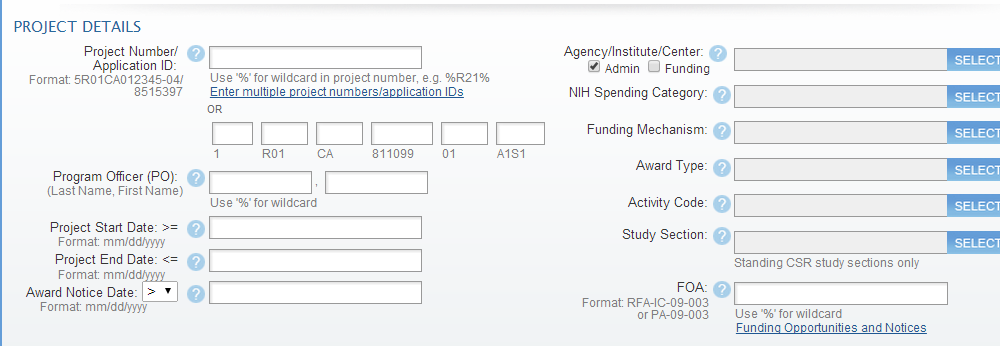 PROJECT DETAILS
Project Number/
Application ID:
Format: 5R01CA012345-04/
8515397
?
Use '%' for wildcard in project number, e.g. %R21%
Enter multiple project numbers/application IDs
OR
1 R01 CA 811099 01 A1S1
Program Officer (PO): ?
(Last Name, First Name)
,
Use '%' for wildcard
Project Start Date: >= ?
Format: mm/dd/yyyy
Project End Date: <= ?
Format: mm/dd/yyyy
Award Notice Date: > ?
Format: mm/dd/yyyy
Agency/Institute/Center: ? SELECT
Admin Funding
NIH Spending Category: ? SELECT
Funding Mechanism: ? SELECT
Award Type: ? SELECT
Activity Code: ? SELECT
Study Section: ? SELECT
Standing CSR study sections only
FOA: ?
Format: RFA-IC-09-003
or PA-09-003
Use '%' for wildcard
Funding Opportunities and Notices